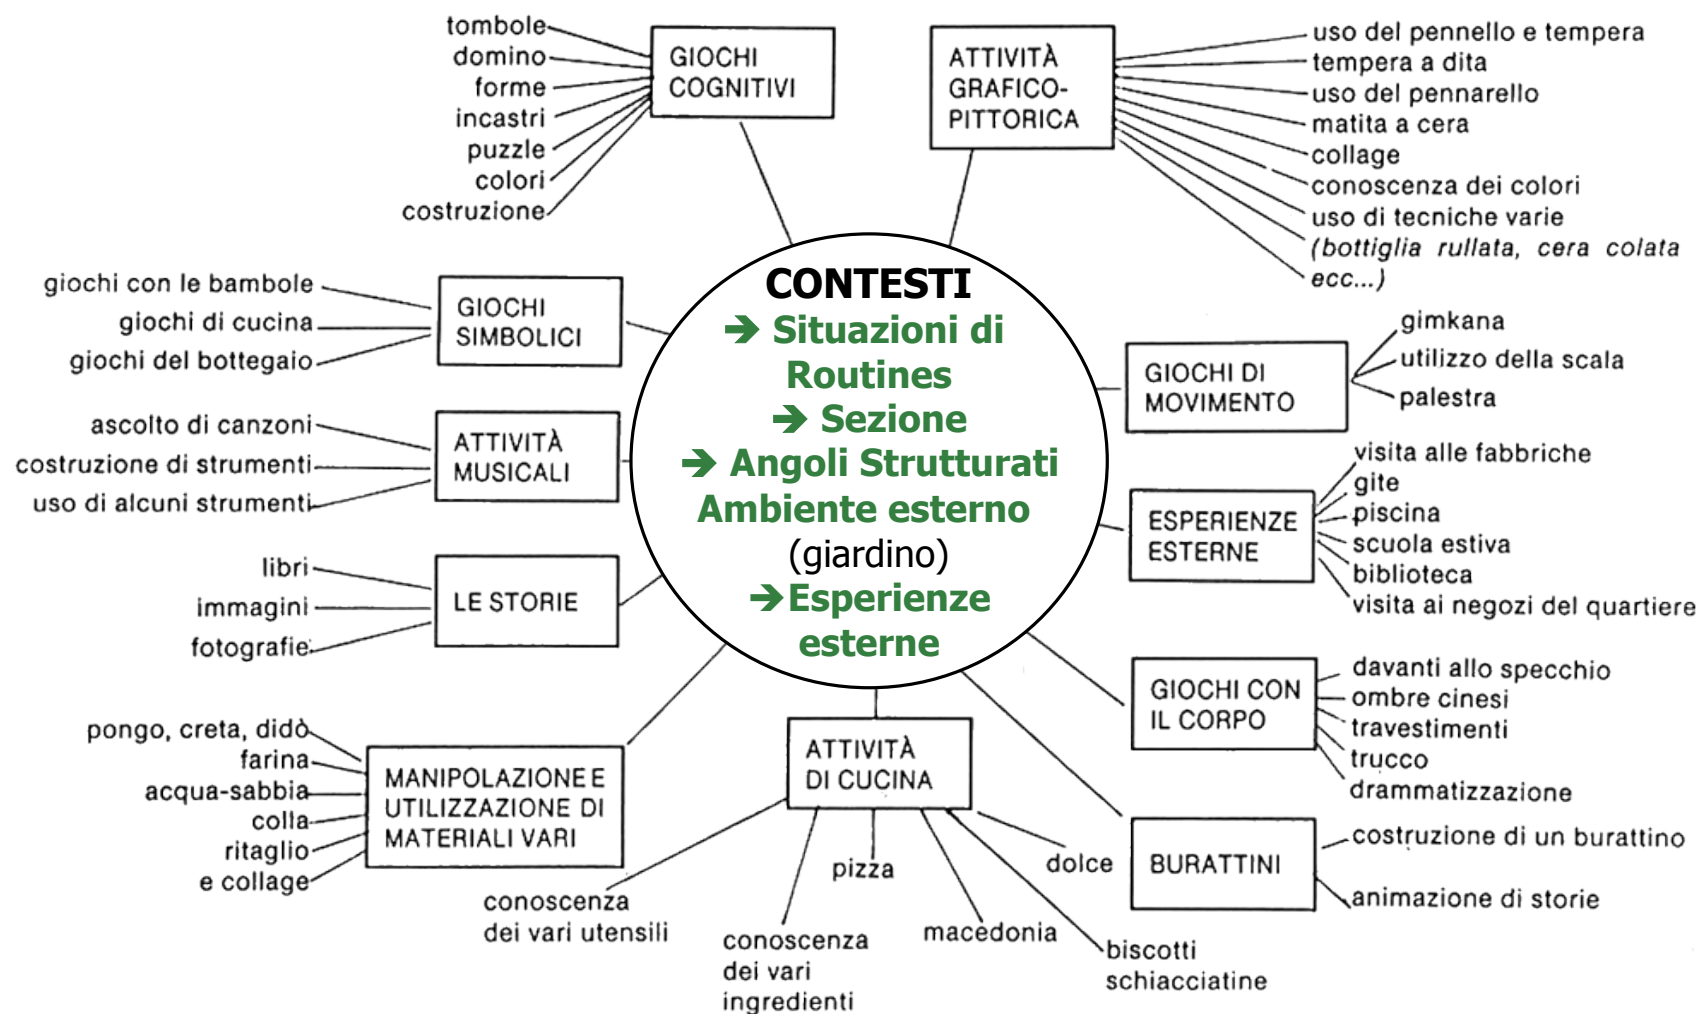 tombole
domino
forme
incastri
puzzle
colori
costruzione
GIOCHI
COGNITIVI
ATTIVITÀ
GRAFICO-
PITTORICA
uso del pennello e tempera
tempera a dita
uso del pennarello
matita a cera
collage
conoscenza dei colori
uso di tecniche varie
(bottiglia rullata, cera colata
ecc...)
giochi con le bambole
giochi di cucina
giochi del bottegaio
GIOCHI
SIMBOLICI
ascolto di canzoni
costruzione di strumenti
uso di alcuni strumenti
ATTIVITÀ
MUSICALI
libri
immagini
fotografie
LE STORIE
CONTESTI
➔ Situazioni di
Routines
➔ Sezione
➔ Angoli Strutturati
Ambiente esterno
(giardino)
➔Esperienze
esterne
GIOCHI DI
MOVIMENTO
gimkana
utilizzo della scala
palestra
ESPERIENZE
ESTERNE
visita alle fabbriche
gite
piscina
scuola estiva
biblioteca
visita ai negozi del quartiere
GIOCHI CON
IL CORPO
davanti allo specchio
ombre cinesi
travestimenti
trucco
drammatizzazione
pongo, creta, didò
farina
acqua-sabbia
colla
ritaglio
e collage
MANIPOLAZIONE E
UTILIZZAZIONE DI
MATERIALI VARI
ATTIVITÀ
DI CUCINA
conoscenza
dei vari utensili
conoscenza
dei vari
ingredienti
pizza
macedonia
biscotti
schiacciatine
dolce
BURATTINI
costruzione di un burattino
animazione di storie